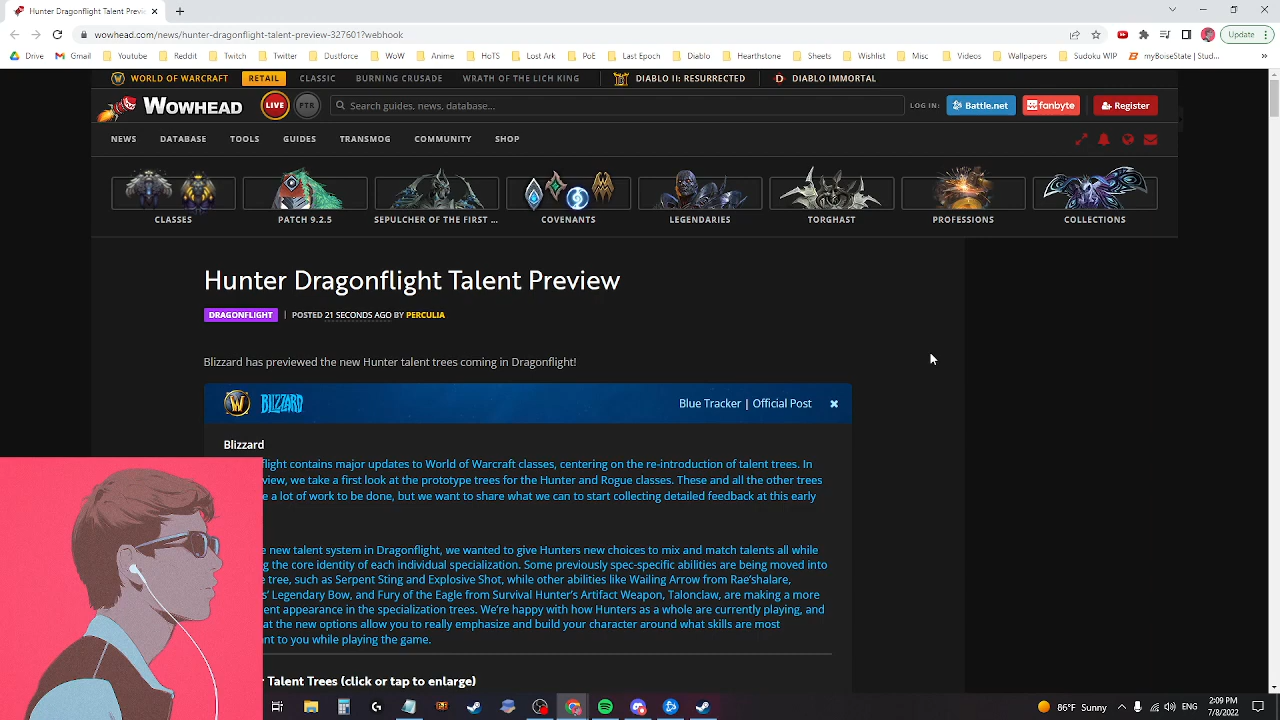 Hunter Dragonflight Talent Previ
wowhead.com/news/hunter-dragonflight-talent-preview-327601?webhook
Update
Drive Gmail Youtube Reddit Twitch Twitter Dustforce WoW Anime HoTS Lost Ark PoE Last Epoch Diablo Hearthstone Sheets Wishlist Misc Videos Wallpapers Sudoku WIP myBoiseState | Stud...
WORLD OF WARCRAFT RETAIL CLASSIC BURNING CRUSADE WRATH OF THE LICH KING DIABLO II: RESURRECTED DIABLO IMMORTAL
WOWHEAD LIVE PTR Search guides, news, database... LOG IN: Battle.net fanbyte Register
NEWS DATABASE TOOLS GUIDES TRANSMOG COMMUNITY SHOP
CLASSES PATCH 9.2.5 SEPULCHER OF THE FIRST ... COVENANTS LEGENDARIES TORGHAST PROFESSIONS COLLECTIONS
Hunter Dragonflight Talent Preview
DRAGONFLIGHT | POSTED 21 SECONDS AGO BY PERCULIA
Blizzard has previewed the new Hunter talent trees coming in Dragonflight!
BLIZZARD Blue Tracker | Official Post
Blizzard
flight contains major updates to World of Warcraft classes, centering on the re-introduction of talent trees. In
view, we take a first look at the prototype trees for the Hunter and Rogue classes. These and all the other trees
e a lot of work to be done, but we want to share what we can to start collecting detailed feedback at this early
e new talent system in Dragonflight, we wanted to give Hunters new choices to mix and match talents all while
g the core identity of each individual specialization. Some previously spec-specific abilities are being moved into
e tree, such as Serpent Sting and Explosive Shot, while other abilities like Wailing Arrow from Rae'shalare,
s' Legendary Bow, and Fury of the Eagle from Survival Hunter's Artifact Weapon, Talonclaw, are making a more
ent appearance in the specialization trees. We're happy with how Hunters as a whole are currently playing, and
at the new options allow you to really emphasize and build your character around what skills are most
nt to you while playing the game.
Talent Trees (click or tap to enlarge)
86°F Sunny ENG 2:09 PM
7/8/2022